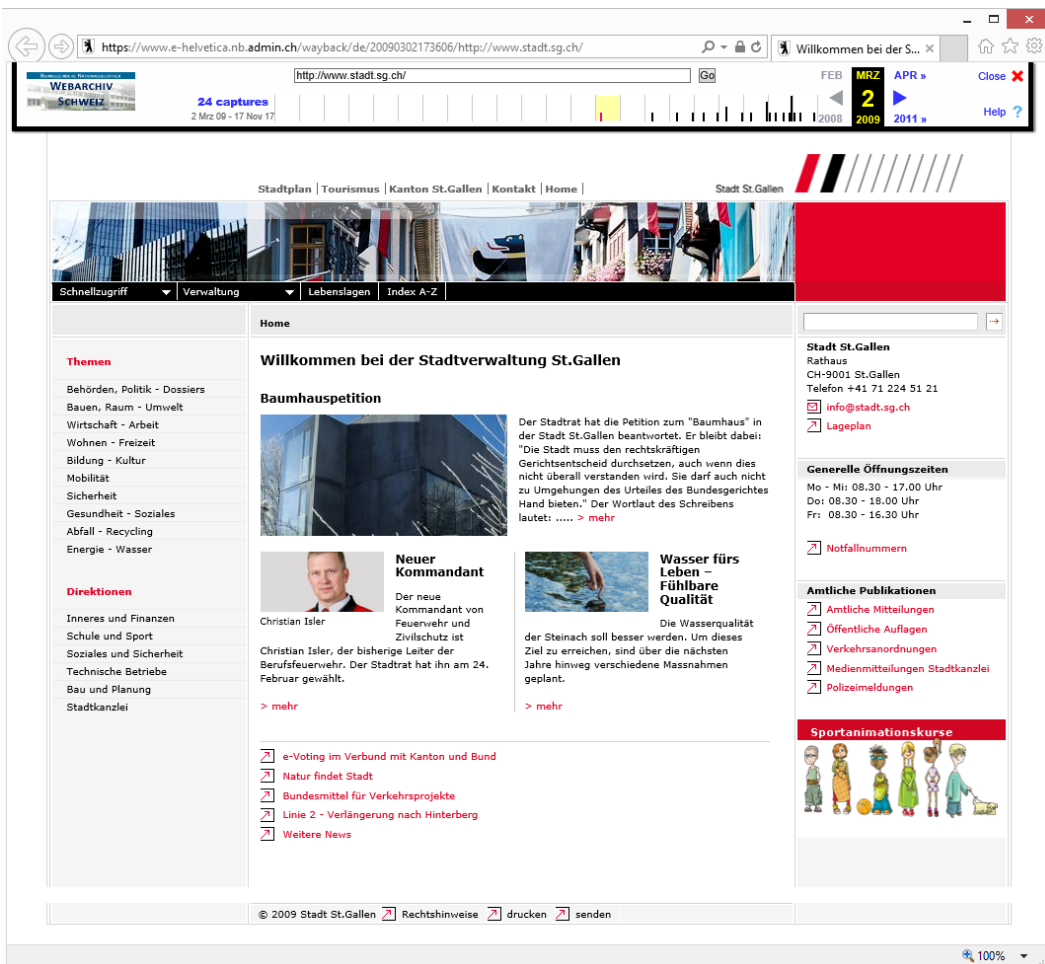 https://www.e-helvetica.nb.admin.ch/wayback/de/20090302173606/http://www.stadt.sg.ch/
Willkommen bei der S...
WEBARCHIV
SCHWEIZ
http://www.stadt.sg.ch/
Go
24 captures
2 Mrz 09 - 17 Nov 17
FEB MRZ APR »
2
2008 2009 2011 »
Close
Help ?
Stadtplan | Tourismus | Kanton St.Gallen | Kontakt | Home |
Stadt St.Gallen
Schnellzugriff
Verwaltung
Lebenslagen
Index A-Z
Home
Themen
Behörden, Politik - Dossiers
Bauen, Raum - Umwelt
Wirtschaft - Arbeit
Wohnen - Freizeit
Bildung - Kultur
Mobilität
Sicherheit
Gesundheit - Soziales
Abfall - Recycling
Energie - Wasser
Direktionen
Inneres und Finanzen
Schule und Sport
Soziales und Sicherheit
Technische Betriebe
Bau und Planung
Stadtkanzlei
Willkommen bei der Stadtverwaltung St.Gallen
Baumhauspetition
Der Stadtrat hat die Petition zum "Baumhaus" in
der Stadt St.Gallen beantwortet. Er bleibt dabei:
"Die Stadt muss den rechtskräftigen
Gerichtsentscheid durchsetzen, auch wenn dies
nicht überall verstanden wird. Sie darf auch nicht
zu Umgehungen des Urteiles des Bundesgerichtes
Hand bieten." Der Wortlaut des Schreibens
lautet: ..... > mehr
Neuer
Kommandant
Christian Isler
Der neue
Kommandant von
Feuerwehr und
Zivilschutz ist
Christian Isler, der bisherige Leiter der
Berufsfeuerwehr. Der Stadtrat hat ihn am 24.
Februar gewählt.
> mehr
Wasser fürs
Leben –
Fühlbare
Qualität
Die Wasserqualität
der Steinach soll besser werden. Um dieses
Ziel zu erreichen, sind über die nächsten
Jahre hinweg verschiedene Massnahmen
geplant.
> mehr
e-Voting im Verbund mit Kanton und Bund
Natur findet Stadt
Bundesmittel für Verkehrsprojekte
Linie 2 - Verlängerung nach Hinterberg
Weitere News
Stadt St.Gallen
Rathaus
CH-9001 St.Gallen
Telefon +41 71 224 51 21
info@stadt.sg.ch
Lageplan
Generelle Öffnungszeiten
Mo - Mi: 08.30 - 17.00 Uhr
Do: 08.30 - 18.00 Uhr
Fr: 08.30 - 16.30 Uhr
Notfallnummern
Amtliche Publikationen
Amtliche Mitteilungen
Öffentliche Auflagen
Verkehrsanordnungen
Medienmitteilungen Stadtkanzlei
Polizeimeldungen
Sportanimationskurse
© 2009 Stadt St.Gallen Rechtshinweise drucken senden
100%